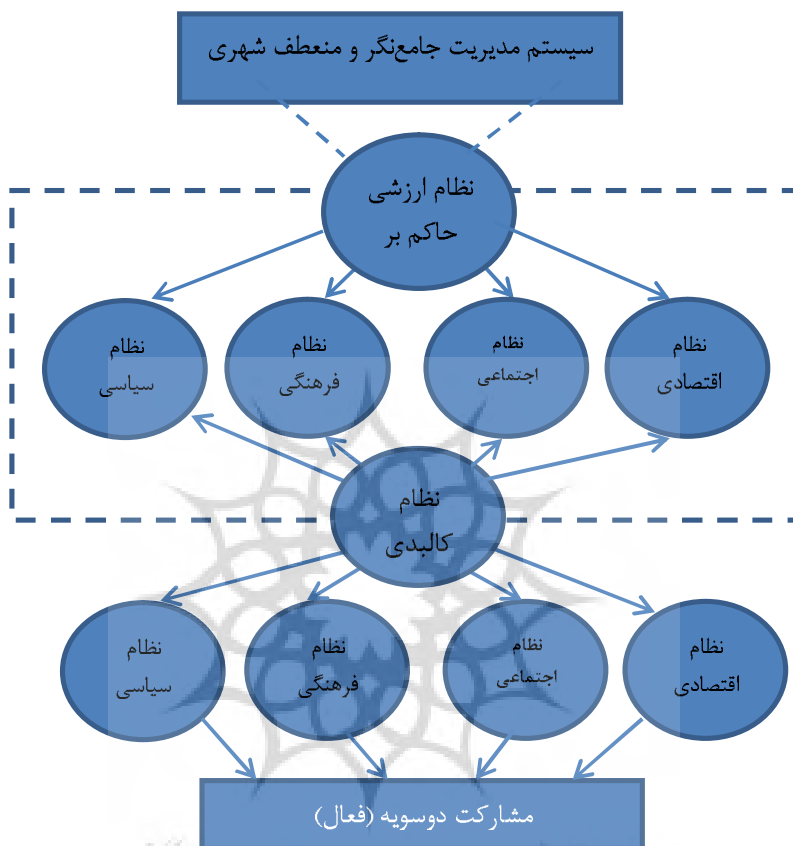 سیستم مدیریت جامع‌نگر و منعطف شهری
نظام ارزشی
حاکم بر
نظام
اقتصادی
نظام
اجتماعی
نظام
فرهنگی
نظام
سیاسی
نظام
کالبدی
نظام
اقتصادی
نظام
اجتماعی
نظام
فرهنگی
نظام
سیاسی
مشارکت دوسویه (فعال)